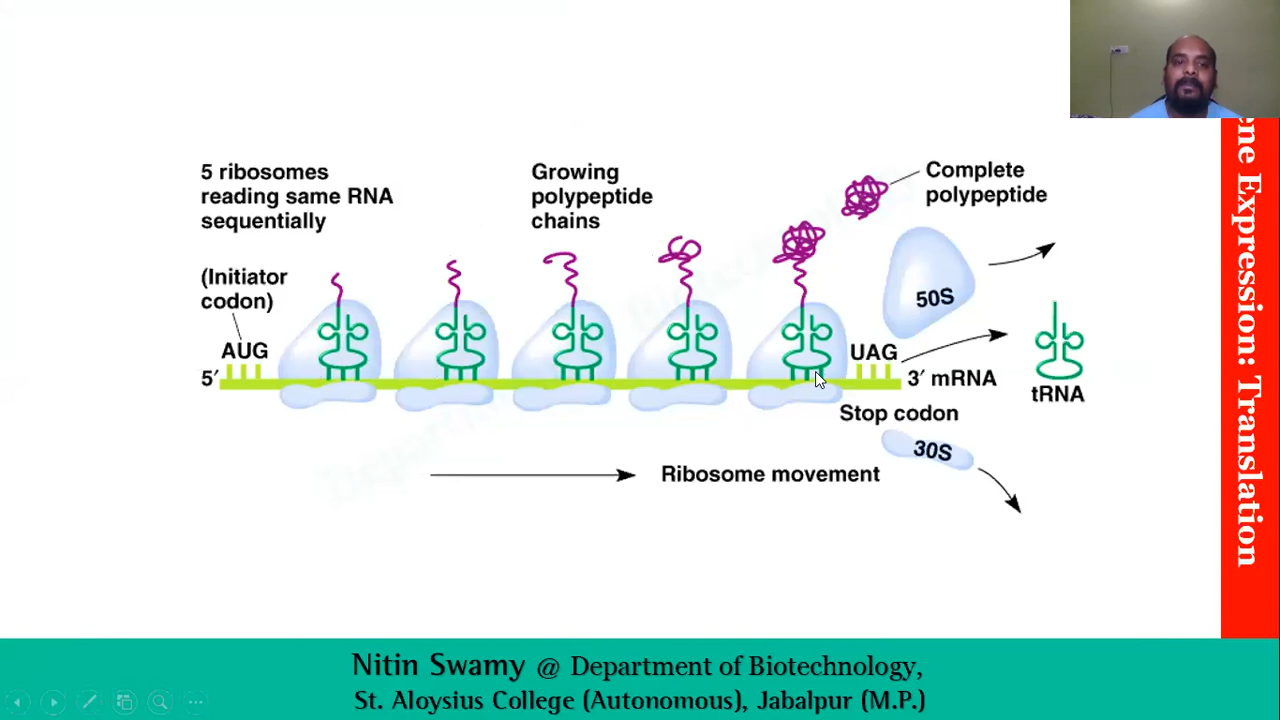 5 ribosomes
reading same RNA
sequentially
Growing
polypeptide
chains
Complete
polypeptide
(Initiator
codon)
AUG
5′
50S
UAG
3′ mRNA
tRNA
Stop codon
30S
Ribosome movement
ene Expression: Translation
Nitin Swamy @ Department of Biotechnology,
St. Aloysius College (Autonomous), Jabalpur (M.P.)